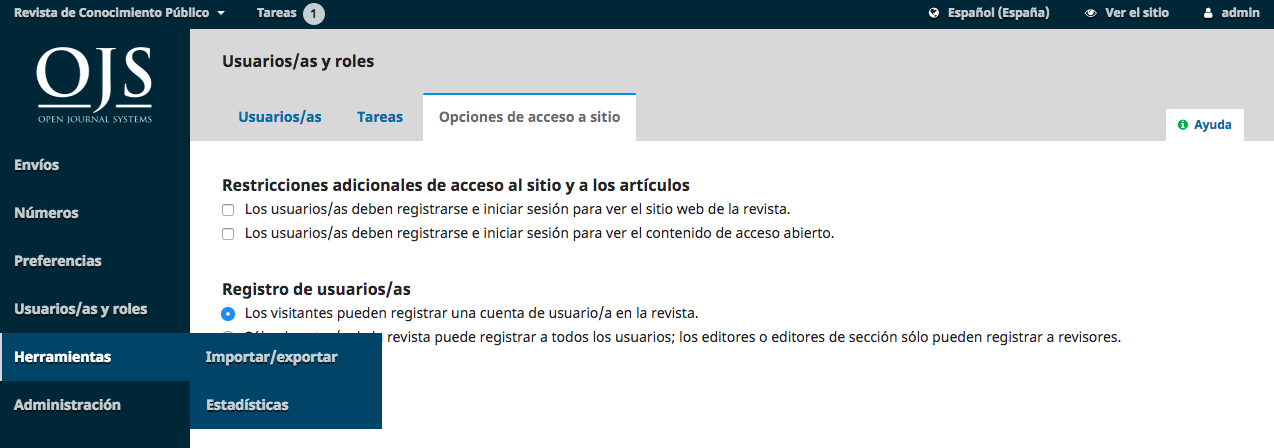 Revista de Conocimiento Público
Tareas 1
Español (España)
Ver el sitio
admin
OJS
OPEN JOURNAL SYSTEMS
Envíos
Números
Preferencias
Usuarios/as y roles
Herramientas
Administración
Importar/exportar
Estadísticas
Usuarios/as y roles
Usuarios/as
Tareas
Opciones de acceso a sitio
Ayuda
Restricciones adicionales de acceso al sitio y a los artículos
Los usuarios/as deben registrarse e iniciar sesión para ver el sitio web de la revista.
Los usuarios/as deben registrarse e iniciar sesión para ver el contenido de acceso abierto.
Registro de usuarios/as
Los visitantes pueden registrar una cuenta de usuario/a en la revista.
revista puede registrar a todos los usuarios; los editores o editores de sección sólo pueden registrar a revisores.